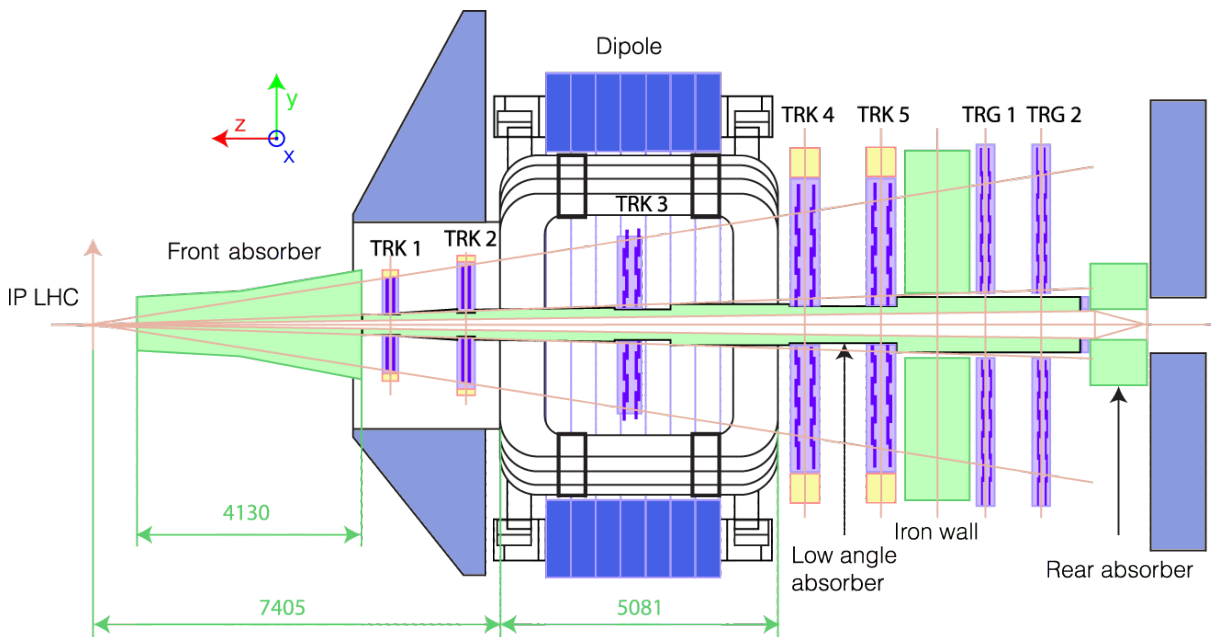 Dipole
y
z
x
TRK 4
TRK 5
TRG 1
TRG 2
TRK 3
TRK 1
TRK 2
Front absorber
IP LHC
4130
Iron wall
Low angle
absorber
Rear absorber
7405
5081